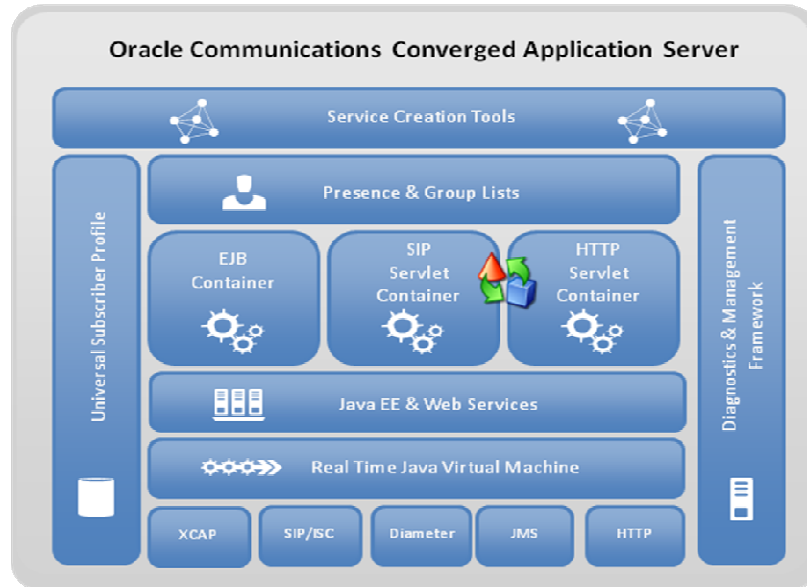 Oracle Communications Converged Application Server
Service Creation Tools
Universal Subscriber Profile
Presence & Group Lists
EJB
Container
SIP
Servlet
Container
HTTP
Servlet
Container
Java EE & Web Services
Real Time Java Virtual Machine
XCAP
SIP/ISC
Diameter
JMS
HTTP
Diagnostics & Management
Framework